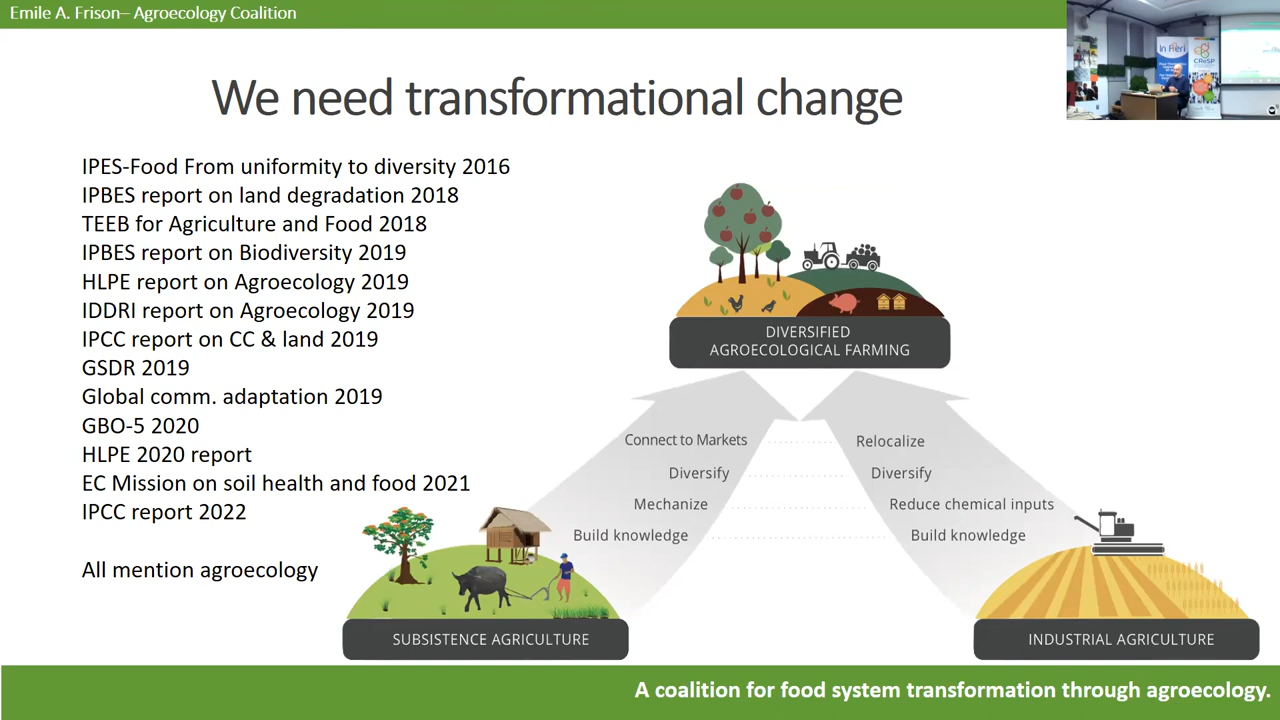 Emile A. Frison– Agroecology Coalition
In Fieri
CReSP
We need transformational change
IPES-Food From uniformity to diversity 2016
IPBES report on land degradation 2018
TEEB for Agriculture and Food 2018
IPBES report on Biodiversity 2019
HLPE report on Agroecology 2019
IDDRI report on Agroecology 2019
IPCC report on CC & land 2019
GSDR 2019
Global comm. adaptation 2019
GBO-5 2020
HLPE 2020 report
EC Mission on soil health and food 2021
IPCC report 2022
All mention agroecology
DIVERSIFIED
AGROECOLOGICAL FARMING
Connect to Markets
Relocalize
Diversify
Diversify
Mechanize
Reduce chemical inputs
Build knowledge
Build knowledge
SUBSISTENCE AGRICULTURE
INDUSTRIAL AGRICULTURE
A coalition for food system transformation through agroecology.